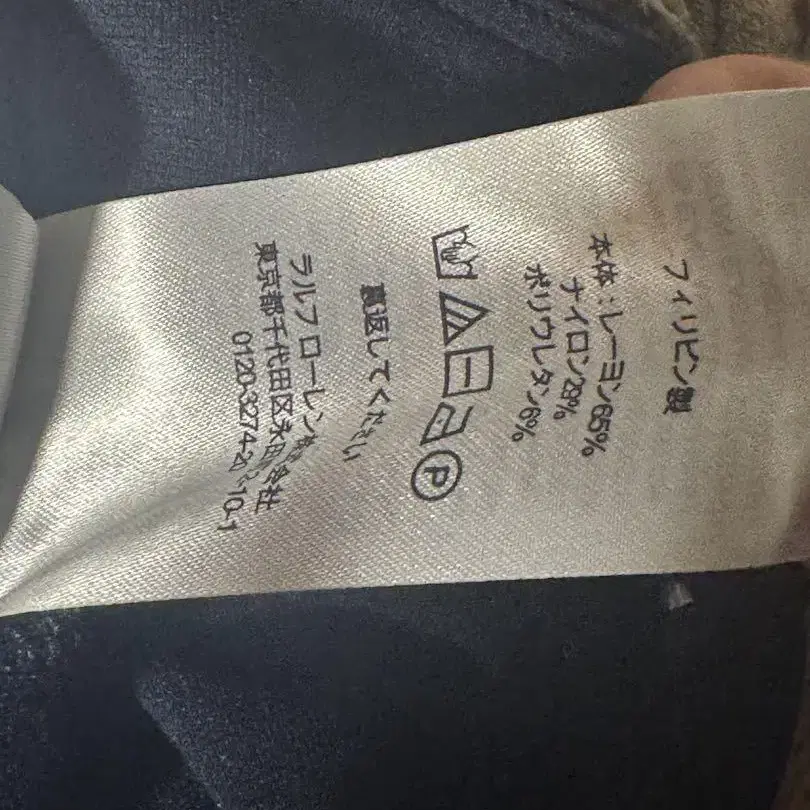 フィリピン製
本体：レーヨン65%
ナイロン29%
ポリウレタン6%
P
裏返してください
ラルフ ローレン株式会社
東京都千代田区永田町2-10-1
0120-3274-20